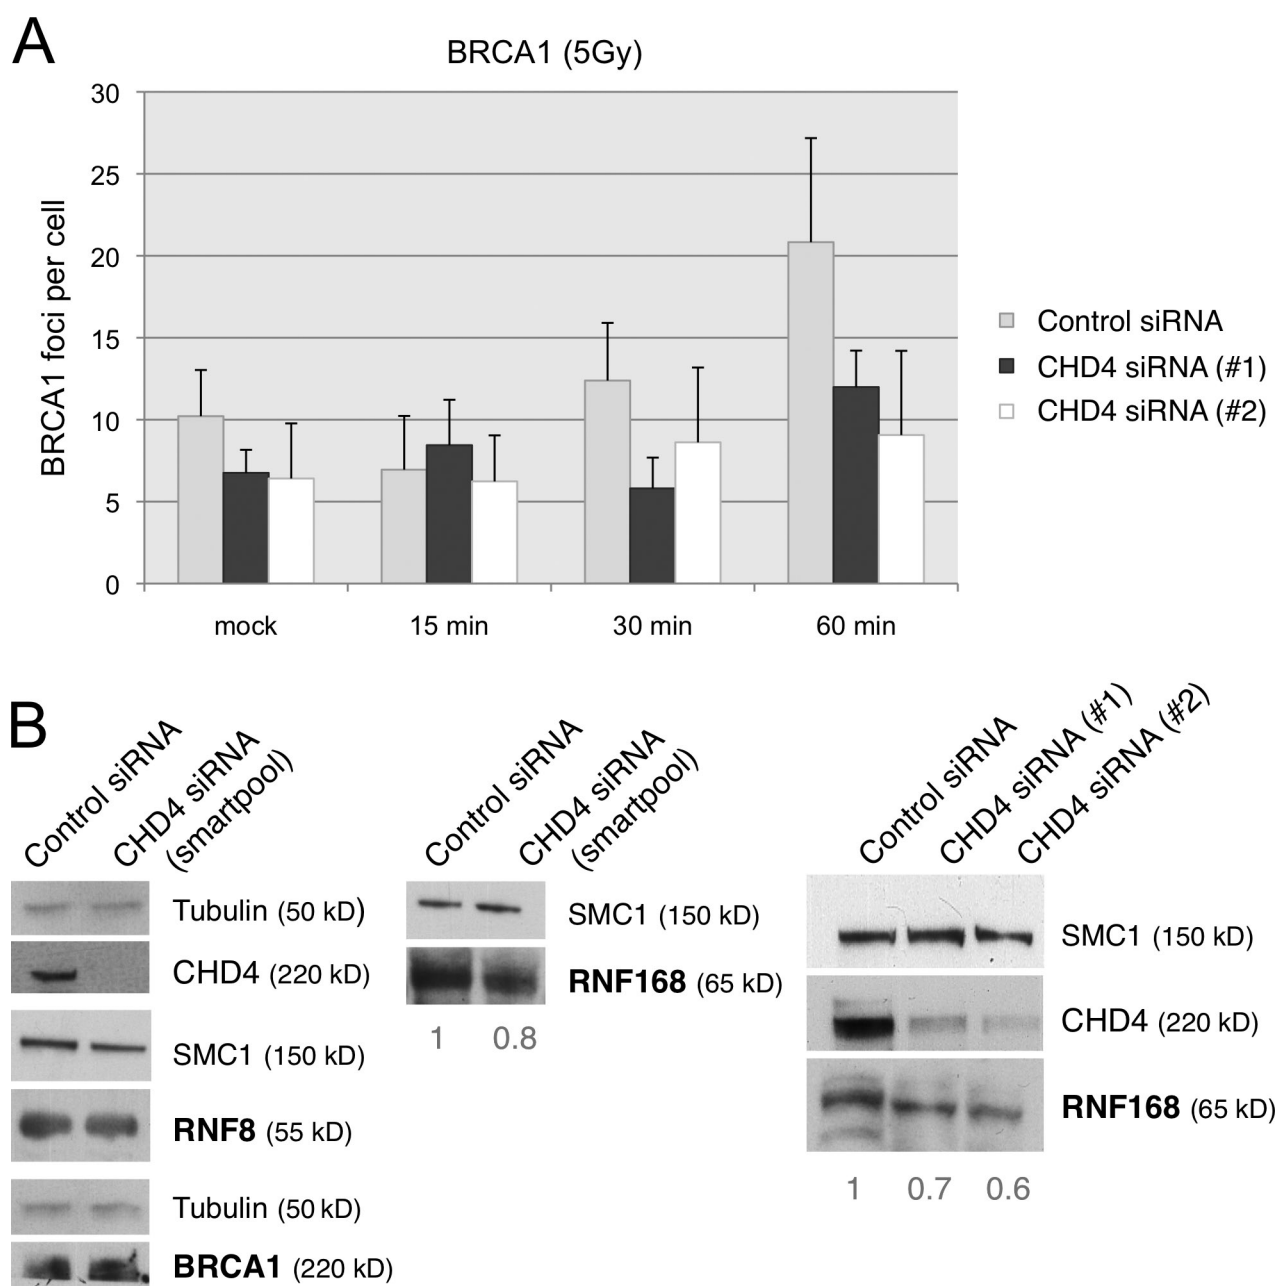 A
BRCA1 (5Gy)
BRCA1 foci per cell
30
25
20
15
10
5
0
mock 15 min 30 min 60 min
Control siRNA
CHD4 siRNA (#1)
CHD4 siRNA (#2)
B
Control siRNA
CHD4 siRNA
(smartpool)
Tubulin (50 kD)
CHD4 (220 kD)
SMC1 (150 kD)
RNF8 (55 kD)
Tubulin (50 kD)
BRCA1 (220 kD)
Control siRNA
CHD4 siRNA
(smartpool)
SMC1 (150 kD)
RNF168 (65 kD)
1 0.8
Control siRNA
CHD4 siRNA (#1)
CHD4 siRNA (#2)
SMC1 (150 kD)
CHD4 (220 kD)
RNF168 (65 kD)
1 0.7 0.6